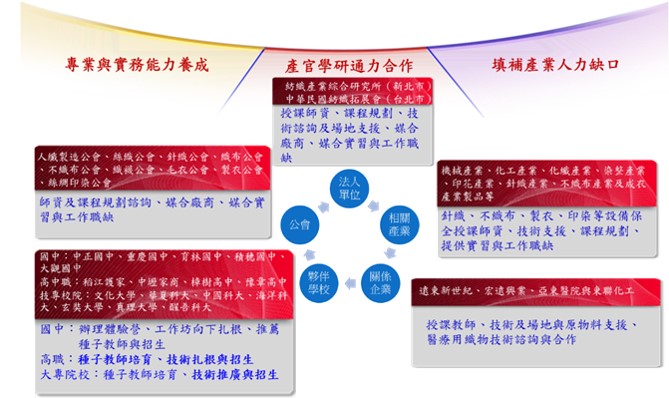 專業與實務能力養成
產官學研通力合作
填補產業人力缺口
紡織產業綜合研究所（新北市）
中華民國紡織拓展會（台北市）
授課師資、課程規劃、技
術諮詢及場地支援、媒合
廠商、媒合實習與工作職
缺
人纖製造公會、絲織公會、針織公會、織布公會
、不織布公會、織襪公會、毛衣公會、製衣公會
、絲綢印染公會
師資及課程規劃諮詢、媒合廠商、媒合實
習與工作職缺
機械產業、化工產業、化纖產業、染整產業
、印花產業、針織產業、不織布產業及成衣
產業製品等
針織、不織布、製衣、印染等設備保
全授課師資、技術支援、課程規劃、
提供實習與工作職缺
法人
單位
相關
產業
關係
企業
夥伴
學校
公會
國中：中正國中、重慶國中、育林國中、積穗國中、
大觀國中
高中職：稻江護家、中壢家商、樟樹高中、豫章高中
技專校院：文化大學、華夏科大、中國科大、海洋科
大、玄奘大學、真理大學、醒吾科大
國中：辦理體驗營、工作坊向下扎根、推薦
種子教師與招生
高職：種子教師培育、技術扎根與招生
大專院校：種子教師培育、技術推廣與招生
遠東新世紀、宏遠興業、亞東醫院與東聯化工
授課教師、技術及場地與原物料支援、
醫療用織物技術諮詢與合作